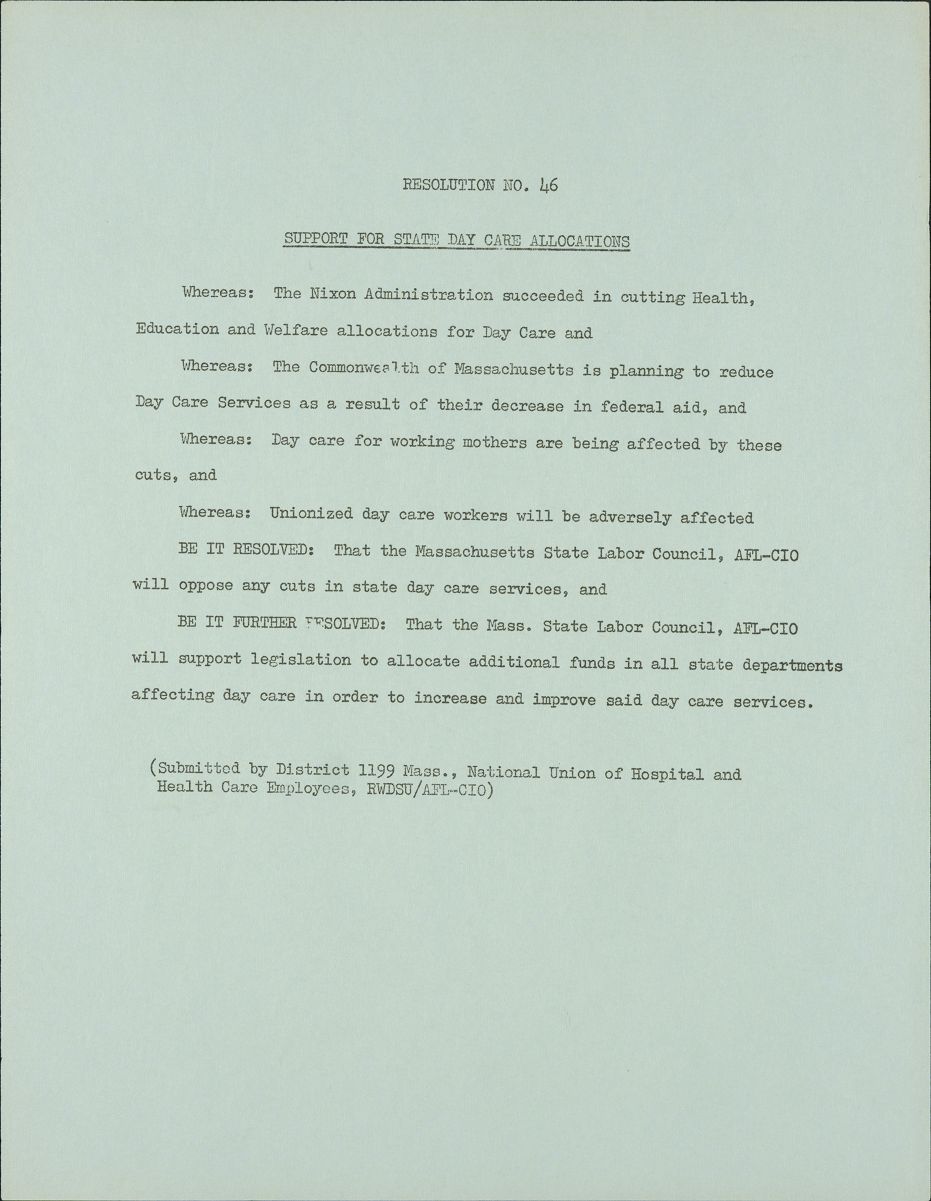 RESOLUTION NO. 46
SUPPORT FOR STATE DAY CARE ALLOCATIONS
Whereas: The Nixon Administration succeeded in cutting Health,
Education and Welfare allocations for Day Care and
Whereas: The Commonwealth of Massachusetts is planning to reduce
Day Care Services as a result of their decrease in federal aid, and
Whereas: Day care for working mothers are being affected by these
cuts, and
Whereas: Unionized day care workers will be adversely affected
BE IT RESOLVED: That the Massachusetts State Labor Council, AFL-CIO
will oppose any cuts in state day care services, and
BE IT FURTHER RESOLVED: That the Mass. State Labor Council, AFL-CIO
will support legislation to allocate additional funds in all state departments
affecting day care in order to increase and improve said day care services.
(Submitted by District 1199 Mass., National Union of Hospital and
Health Care Employees, RWDSU/AFL-CIO)